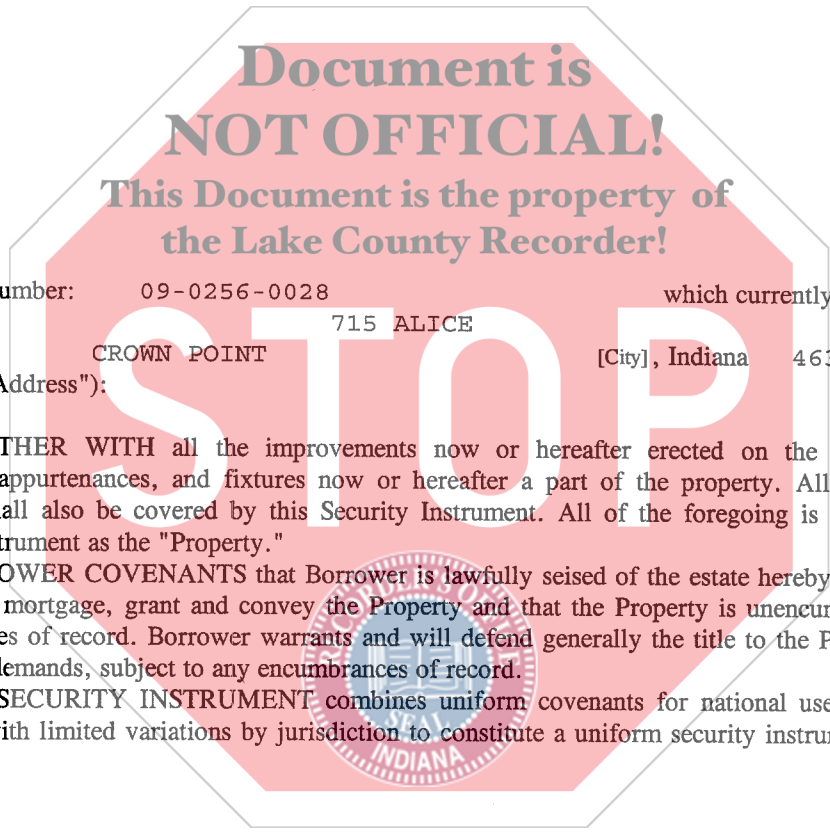 Document is
NOT OFFICIAL!
This Document is the property of
the Lake County Recorder!
umber: 09-0256-0028 which currently
715 ALICE
CROWN POINT [City], Indiana 463
Address"):
STOP
THER WITH all the improvements now or hereafter erected on the
appurtenances, and fixtures now or hereafter a part of the property. All
all also be covered by this Security Instrument. All of the foregoing is
trument as the "Property."
OWER COVENANTS that Borrower is lawfully seised of the estate hereby
mortgage, grant and convey the Property and that the Property is unencum
es of record. Borrower warrants and will defend generally the title to the P
lemands, subject to any encumbrances of record.
SECURITY INSTRUMENT combines uniform covenants for national use
ith limited variations by jurisdiction to constitute a uniform security instru
RECORDER'S OFFICE
SEAL
INDIANA